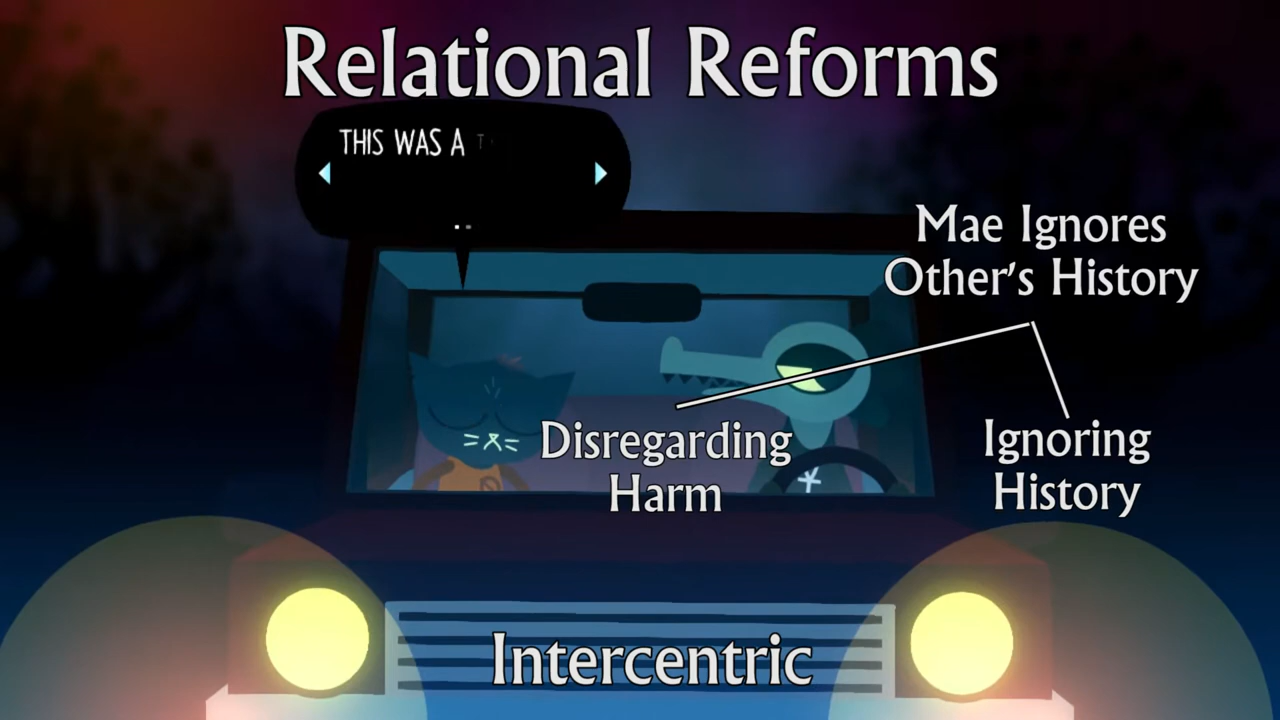 Relational Reforms
THIS WAS A
Mae Ignores
Other's History
Disregarding
Harm
Ignoring
History
Intercentric